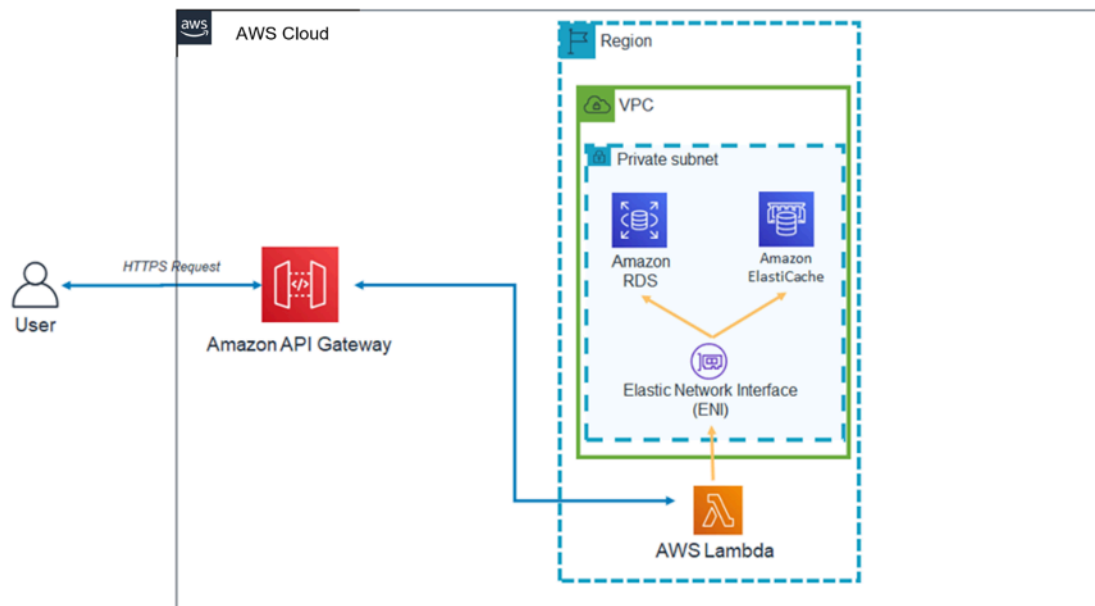 aws
AWS Cloud
Region
VPC
Private subnet
Amazon
RDS
Amazon
ElastiCache
HTTPS Request
User
Amazon API Gateway
Elastic Network Interface
(ENI)
AWS Lambda